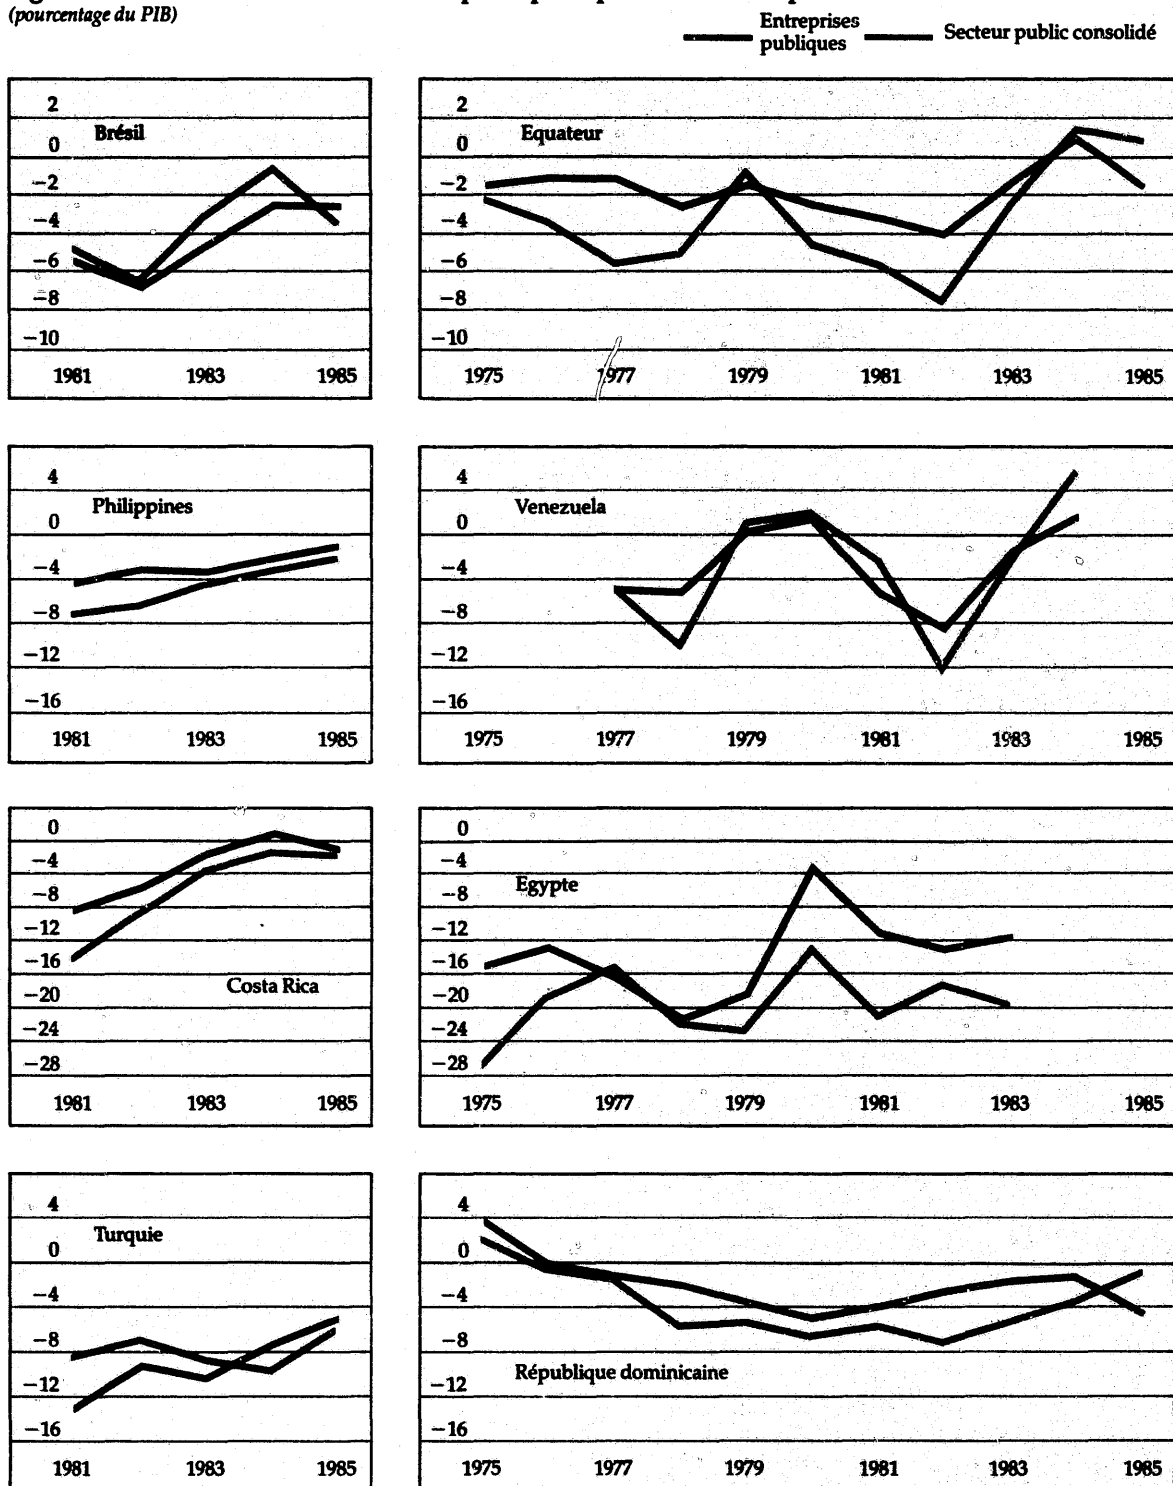 (pourcentage du PIB)
Entreprises
publiques
Secteur public consolidé
2
Brésil
0
−2
−4
−6
−8
−10
1981 1983 1985
2
Equateur
0
−2
−4
−6
−8
−10
1975 1977 1979 1981 1983 1985
4
Philippines
0
−4
−8
−12
−16
1981 1983 1985
4
Venezuela
0
−4
−8
−12
−16
1975 1977 1979 1981 1983 1985
0
−4
−8
−12
−16
Costa Rica
−20
−24
−28
1981 1983 1985
0
−4
Egypte
−8
−12
−16
−20
−24
−28
1975 1977 1979 1981 1983 1985
4
Turquie
0
−4
−8
−12
−16
1981 1983 1985
4
0
−4
−8
République dominicaine
−12
−16
1975 1977 1979 1981 1983 1985